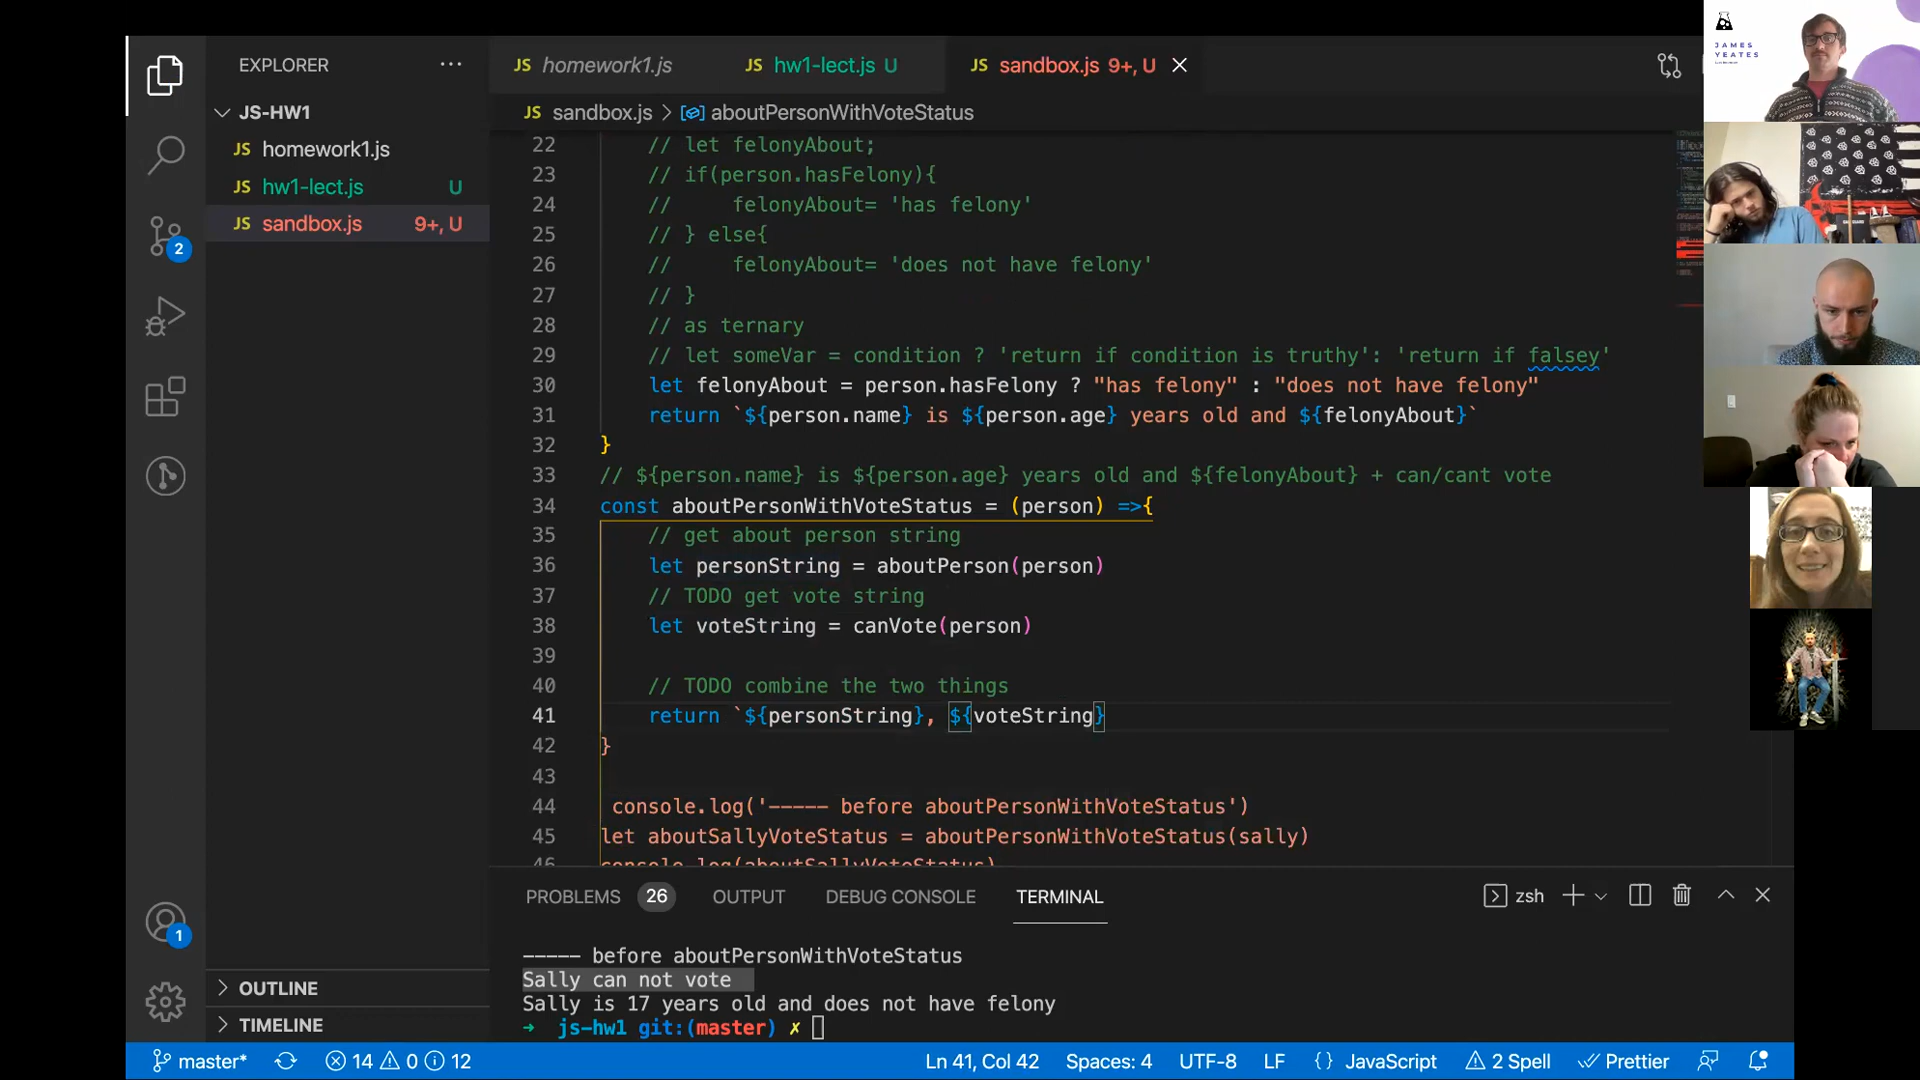 EXPLORER
JS-HW1
JS homework1.js
JS hw1-lect.js U
JS sandbox.js 9+, U
2
1
OUTLINE
TIMELINE
JS homework1.js
JS hw1-lect.js U
JS sandbox.js 9+, U
JS sandbox.js > aboutPersonWithVoteStatus
22 // let felonyAbout;
23 // if(person.hasFelony){
24 //     felonyAbout= 'has felony'
25 // } else{
26 //     felonyAbout= 'does not have felony'
27 // }
28 // as ternary
29 // let someVar = condition ? 'return if condition is truthy': 'return if falsey'
30 let felonyAbout = person.hasFelony ? "has felony" : "does not have felony"
31 return `${person.name} is ${person.age} years old and ${felonyAbout}`
32 }
33 // ${person.name} is ${person.age} years old and ${felonyAbout} + can/cant vote
34 const aboutPersonWithVoteStatus = (person) =>{
35 // get about person string
36 let personString = aboutPerson(person)
37 // TODO get vote string
38 let voteString = canVote(person)
39
40 // TODO combine the two things
41 return `${personString}, ${voteString}
42 }
43
44 console.log('----- before aboutPersonWithVoteStatus')
45 let aboutSallyVoteStatus = aboutPersonWithVoteStatus(sally)
46 console.log(aboutSallyVoteStatus)
PROBLEMS 26 OUTPUT DEBUG CONSOLE TERMINAL zsh
----- before aboutPersonWithVoteStatus
Sally can not vote
Sally is 17 years old and does not have felony
→ js-hw1 git:(master) ✗
master* 14 0 12 Ln 41, Col 42 Spaces: 4 UTF-8 LF {} JavaScript 2 Spell Prettier
JAMES
YEATES